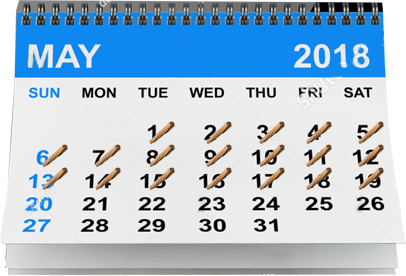 MAY 2018
SUN MON TUE WED THU FRI SAT
1 2 3 4 5
6 7 8 9 10 11 12
13 14 15 16 17 18 19
20 21 22 23 24 25 26
27 28 29 30 31